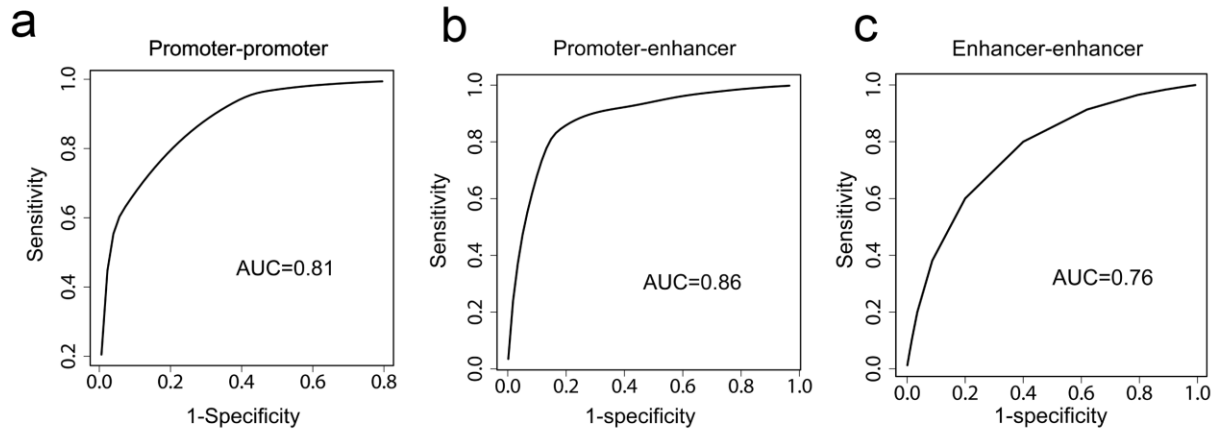 a
Promoter-promoter
1.0
0.8
0.6
0.4
0.2
Sensitivity
AUC=0.81
0.0 0.2 0.4 0.6 0.8
1-Specificity
b
Promoter-enhancer
1.0
0.8
0.6
0.4
0.2
0.0
Sensitivity
AUC=0.86
0.0 0.2 0.4 0.6 0.8 1.0
1-specificity
c
Enhancer-enhancer
1.0
0.8
0.6
0.4
0.2
0.0
Sensitivity
AUC=0.76
0.0 0.2 0.4 0.6 0.8 1.0
1-specificity